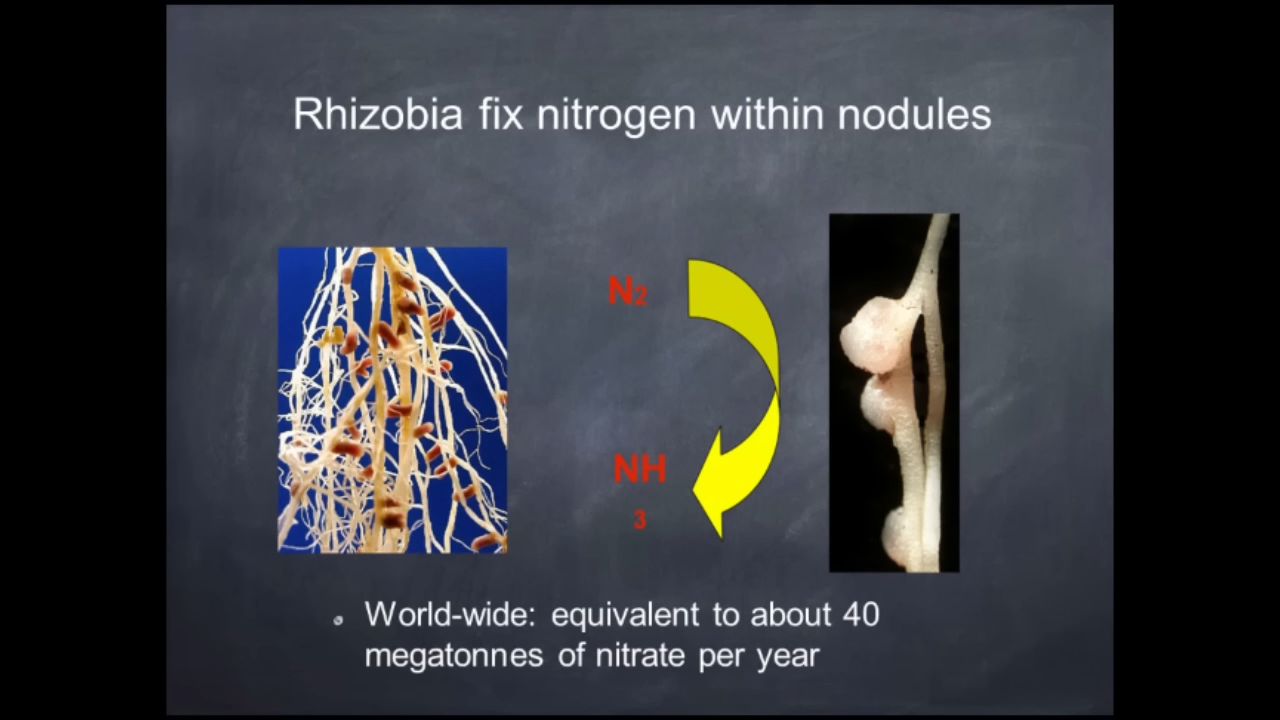 Rhizobia fix nitrogen within nodules
N2
NH
3
World-wide: equivalent to about 40
megatonnes of nitrate per year